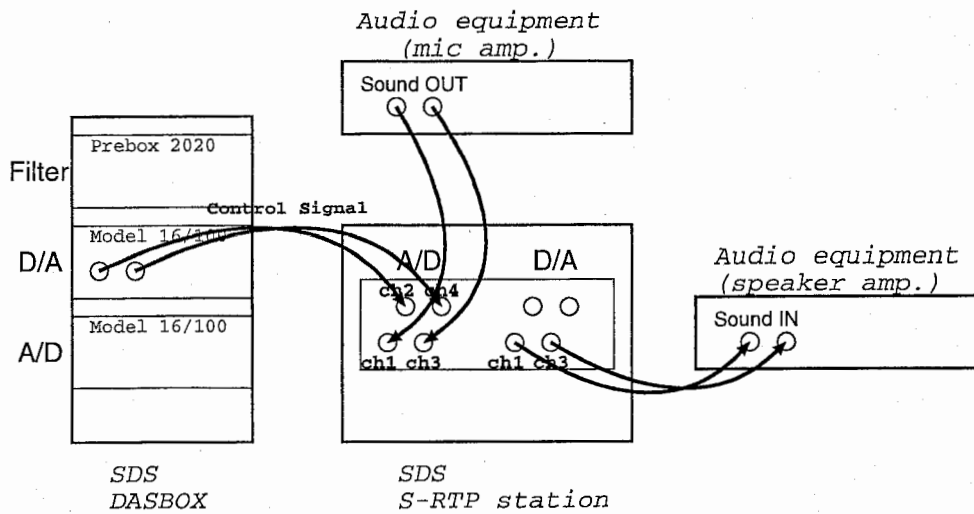 Audio equipment
(mic amp.)
Sound OUT
Prebox 2020
Filter
Control Signal
Model 16/100
D/A
A/D
D/A
ch2 ch4
ch1 ch3
ch1 ch3
Audio equipment
(speaker amp.)
Sound IN
Model 16/100
A/D
SDS
DASBOX
SDS
S-RTP station